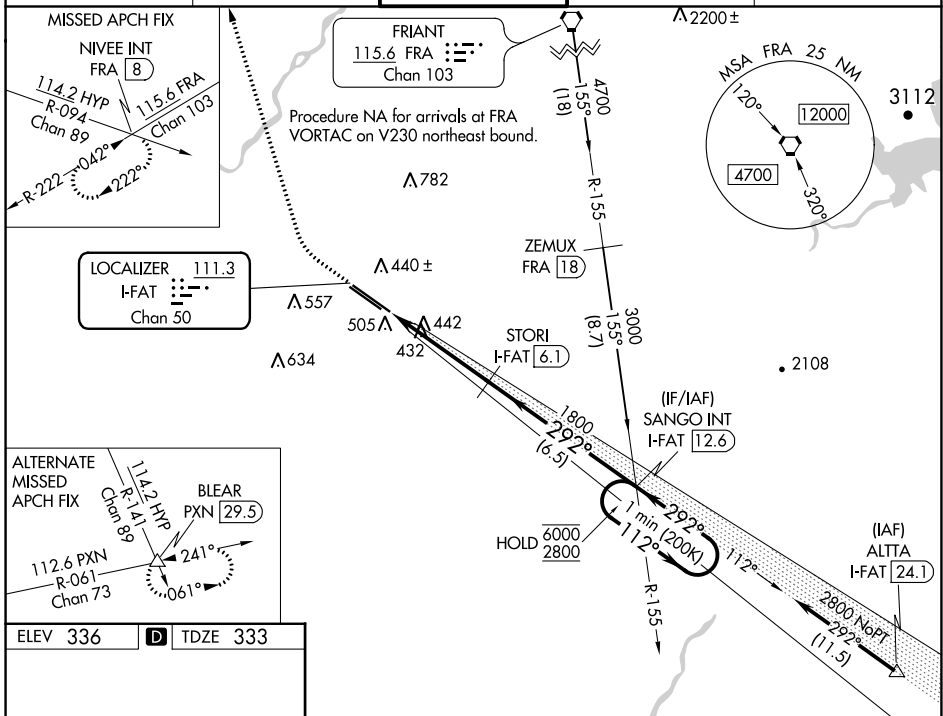 MISSED APCH FIX
NIVEE INT
FRA 8
114.2 HYP
R-094
Chan 89
115.6 FRA
Chan 103
R-222
042°
222°
FRIANT
115.6 FRA
Chan 103
Procedure NA for arrivals at FRA
VORTAC on V230 northeast bound.
4700
155°
(18)
R-155
2200 ±
MSA FRA 25 NM
120°
12000
4700
320°
3112
782
ZEMUX
FRA 18
LOCALIZER 111.3
I-FAT
Chan 50
440 ±
557
505
442
432
634
STORI
I-FAT 6.1
3000
155°
(8.7)
2108
(IF/IAF)
SANGO INT
I-FAT 12.6
1800
292°
(6.5)
292°
1 min (200K)
112°
HOLD 6000
2800
112°
R-155
(IAF)
ALTTA
I-FAT 24.1
2800 NoPT
292°
(11.5)
ALTERNATE
MISSED
APCH FIX
114.2 HYP
R-141
Chan 89
BLEAR
PXN 29.5
112.6 PXN
R-061
Chan 73
241°
061°
ELEV 336 D TDZE 333